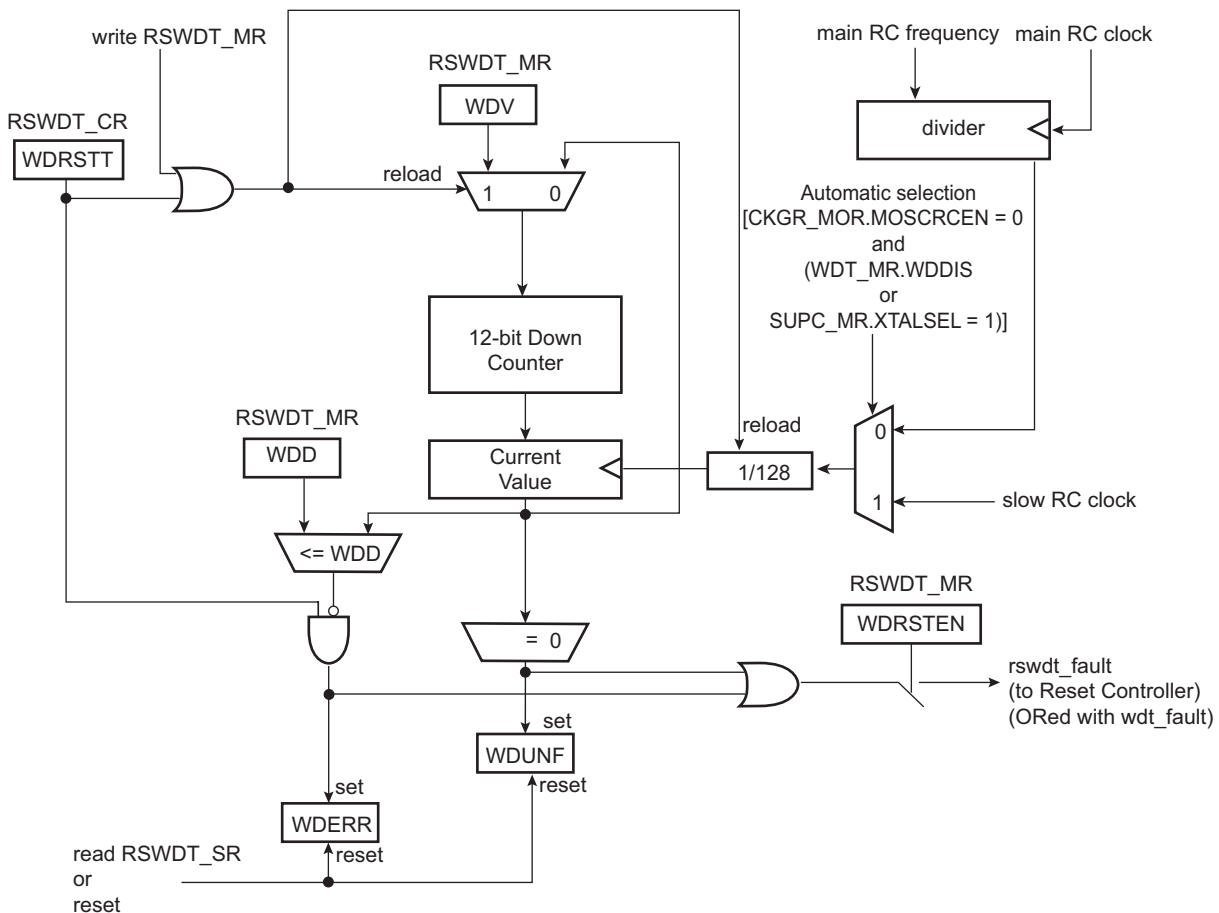 write RSWDT_MR
RSWDT_MR
WDV
RSWDT_CR
WDRSTT
reload
1 0
main RC frequency
main RC clock
divider
Automatic selection
[CKGR_MOR.MOSCRCEN = 0
and
(WDT_MR.WDDIS
or
SUPC_MR.XTALSEL = 1)]
12-bit Down
Counter
RSWDT_MR
WDD
Current
Value
reload
1/128
0
1
slow RC clock
<= WDD
RSWDT_MR
WDRSTEN
= 0
rswdt_fault
(to Reset Controller)
(ORed with wdt_fault)
set
WDUNF
reset
set
WDERR
reset
read RSWDT_SR
or
reset